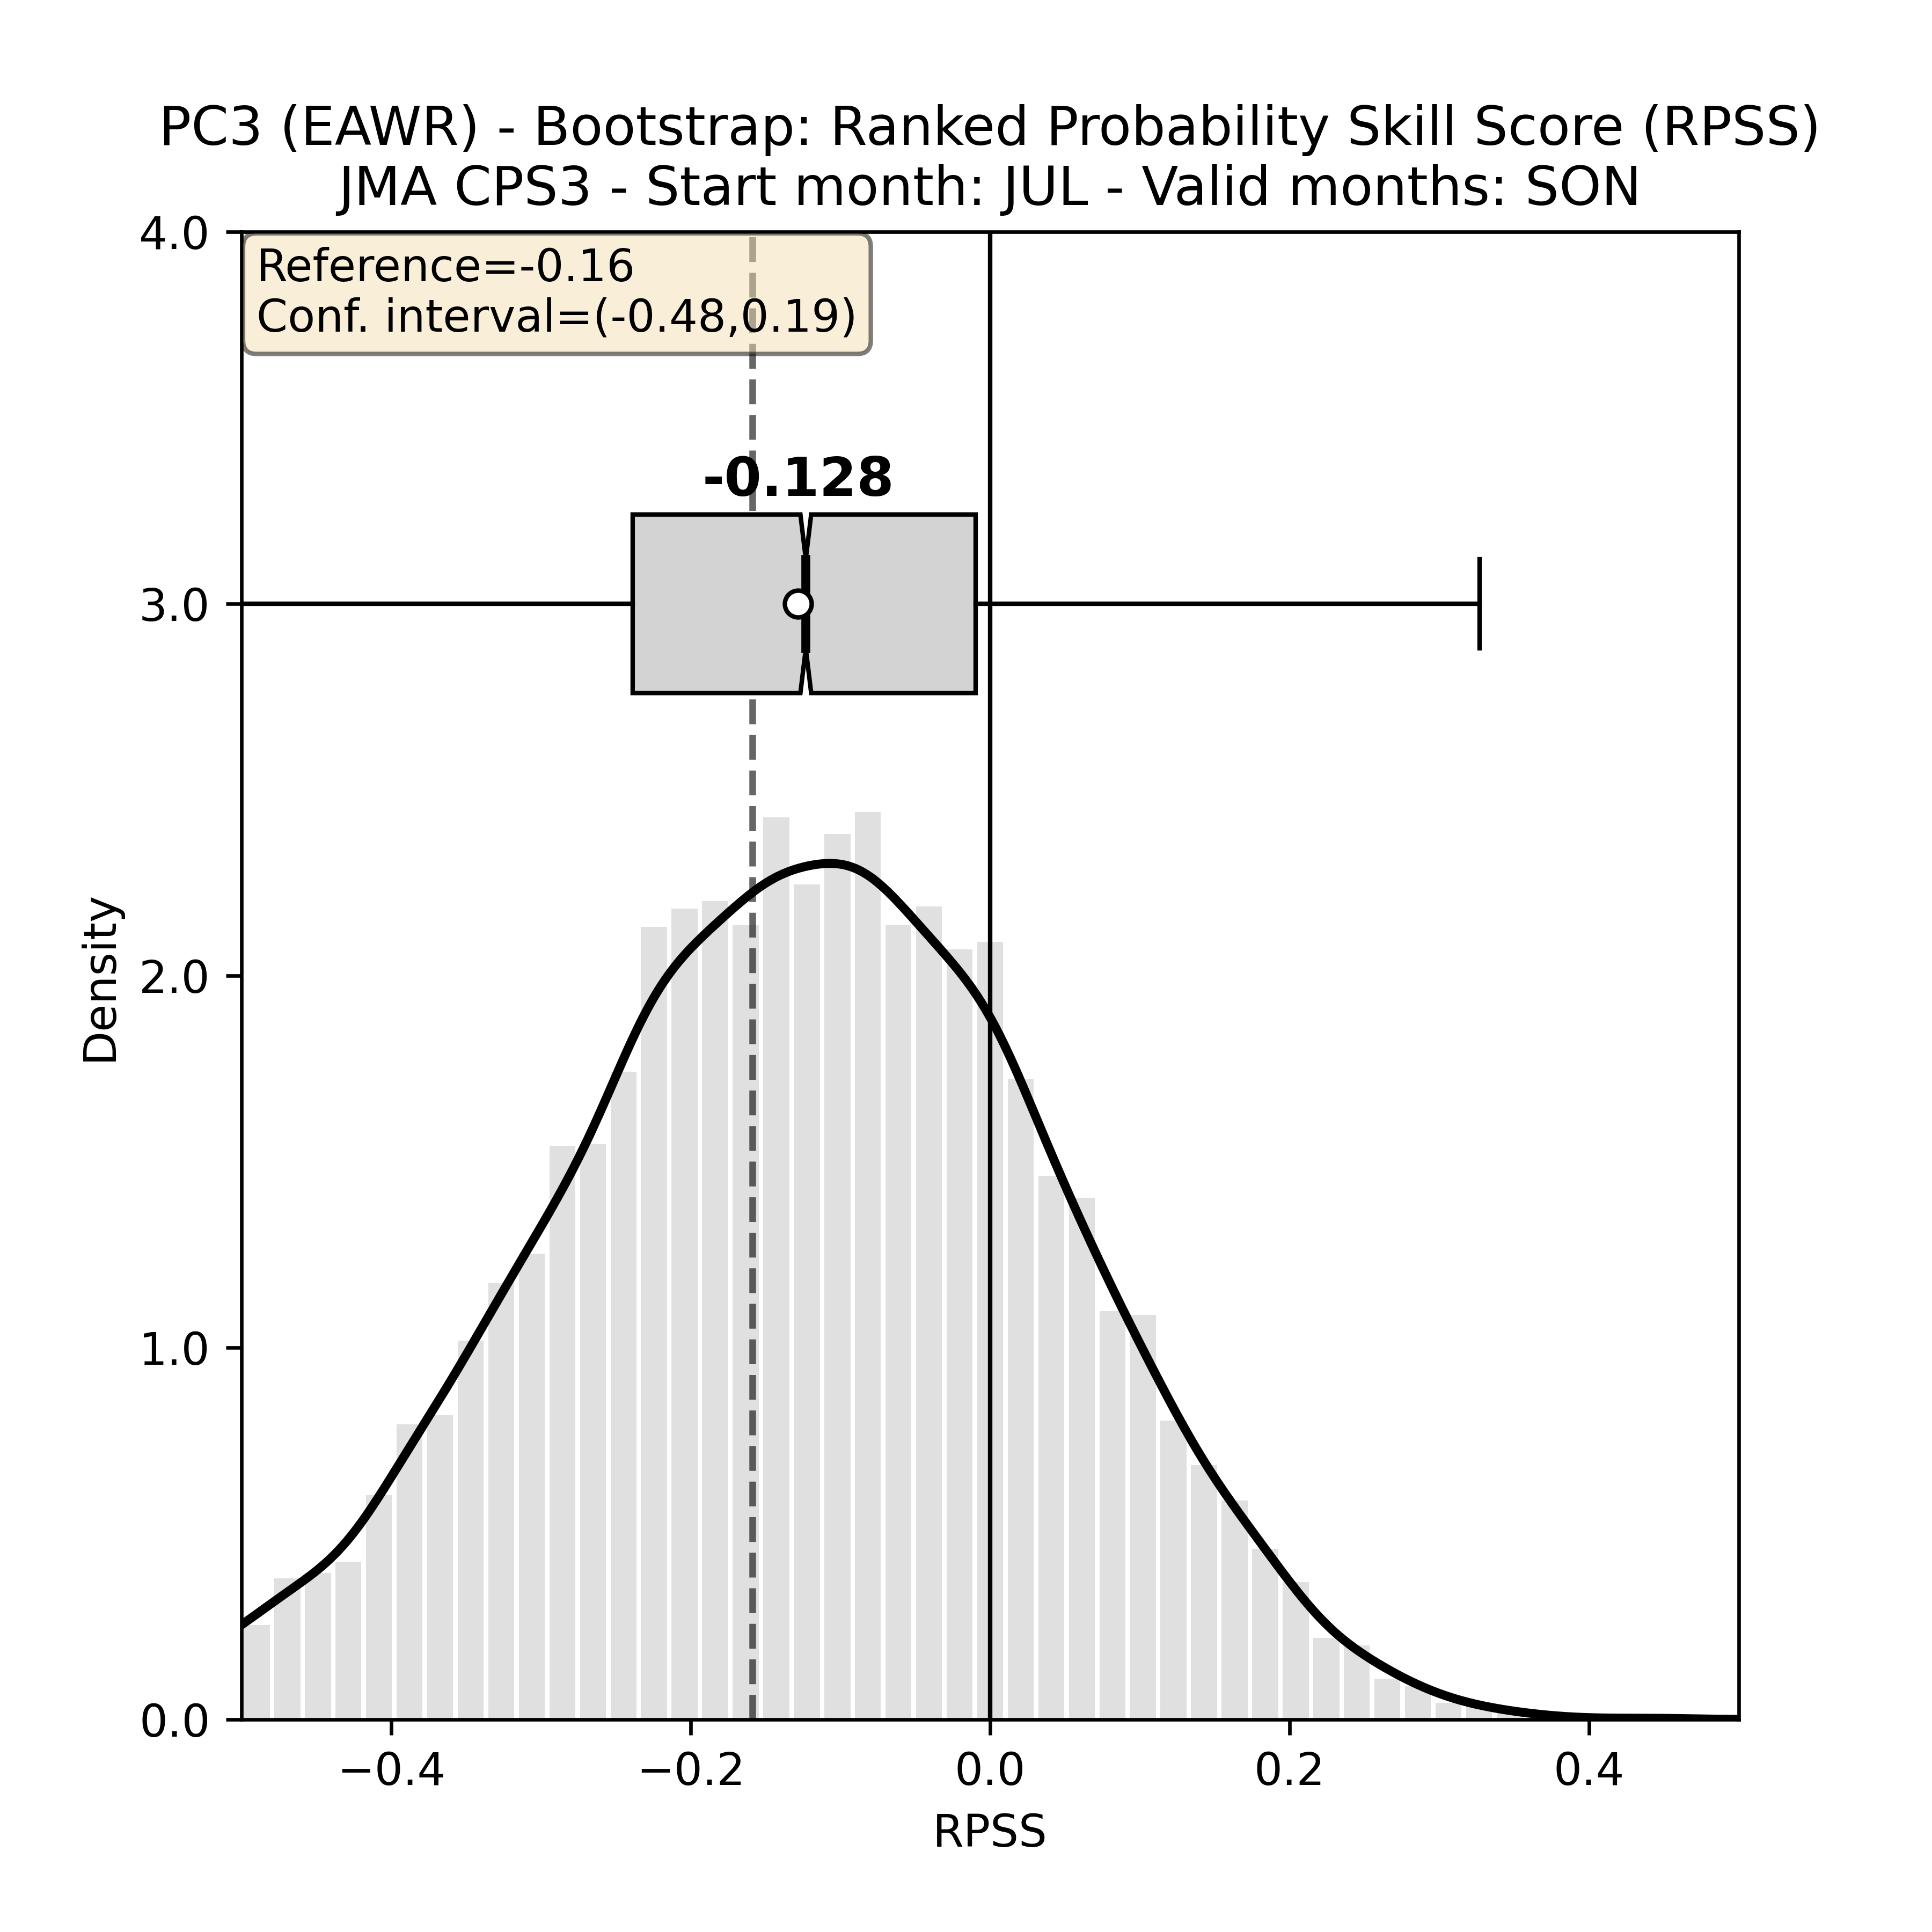 PC3 (EAWR) - Bootstrap: Ranked Probability Skill Score (RPSS)
JMA CPS3 - Start month: JUL - Valid months: SON
4.0
Reference=-0.16
Conf. interval=(-0.48,0.19)
-0.128
3.0
Density
2.0
1.0
0.0
−0.4
−0.2
0.0
0.2
0.4
RPSS